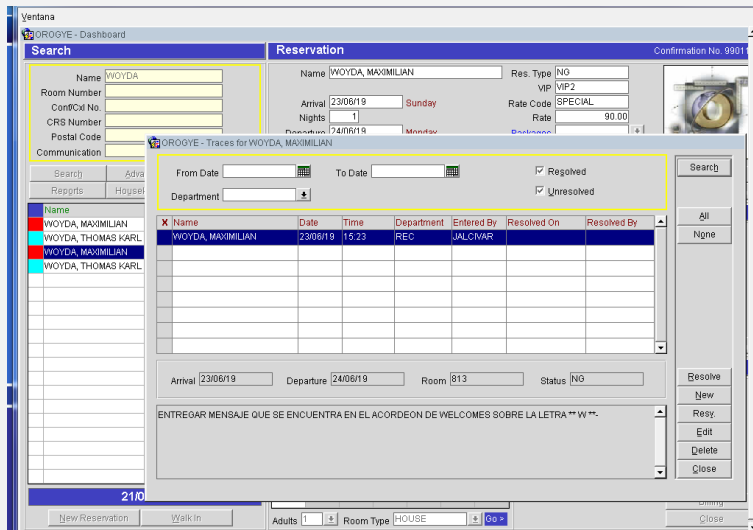 Ventana
OROGYE - Dashboard
Search
Reservation
Confirmation No. 99011
Name WOYDA
Room Number
Conf/Cxl No.
CRS Number
Postal Code
Communication
Name WOYDA, MAXIMILIAN
Res. Type NG
VIP VIP2
Arrival 23/06/19 Sunday
Rate Code SPECIAL
Nights 1
Rate 90.00
Departure 24/06/19 Monday
Packages
Search
Adva
Reports
Housek
Name
WOYDA, MAXIMILIAN
WOYDA, THOMAS KARL
WOYDA, MAXIMILIAN
WOYDA, THOMAS KARL
21/0
New Reservation
Walk In
OROGYE - Traces for WOYDA, MAXIMILIAN
From Date
To Date
Resolved
Department
Unresolved
Search
All
None
X Name Date Time Department Entered By Resolved On Resolved By
WOYDA, MAXIMILIAN 23/06/19 15:23 REC JALCIVAR
Arrival 23/06/19 Departure 24/06/19 Room 813 Status NG
ENTREGAR MENSAJE QUE SE ENCUENTRA EN EL ACORDEON DE WELCOMES SOBRE LA LETRA ** W **-
Resolve
New
Resv.
Edit
Delete
Close
Adults 1 Room Type HOUSE Go >
Close